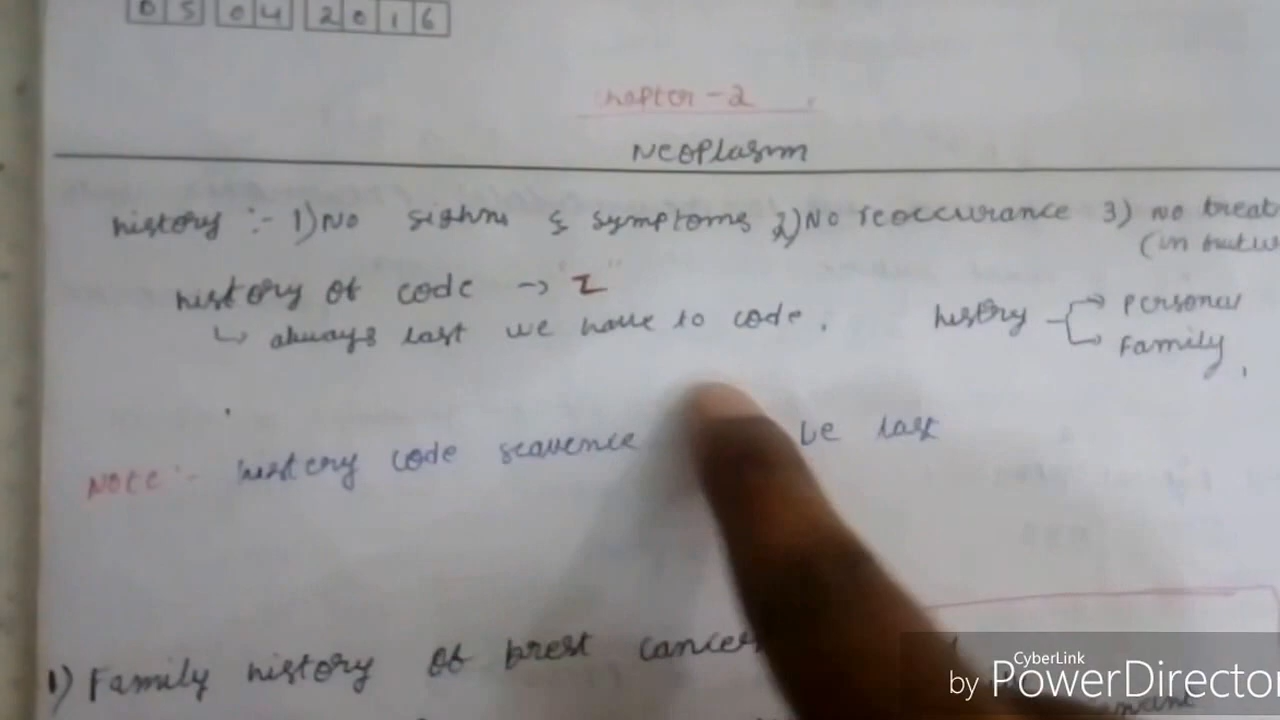 05 04 2016
Chapter - 2
Neoplasm
history :- 1) No sighns & symptoms 2) No reoccurance 3) no treat
(in
history of code -> "Z"
↳ always last we have to code.
history → Personal
→ Family
Note :- history code sequence be last
1) Family history of brest cancer
CyberLink
by PowerDirector